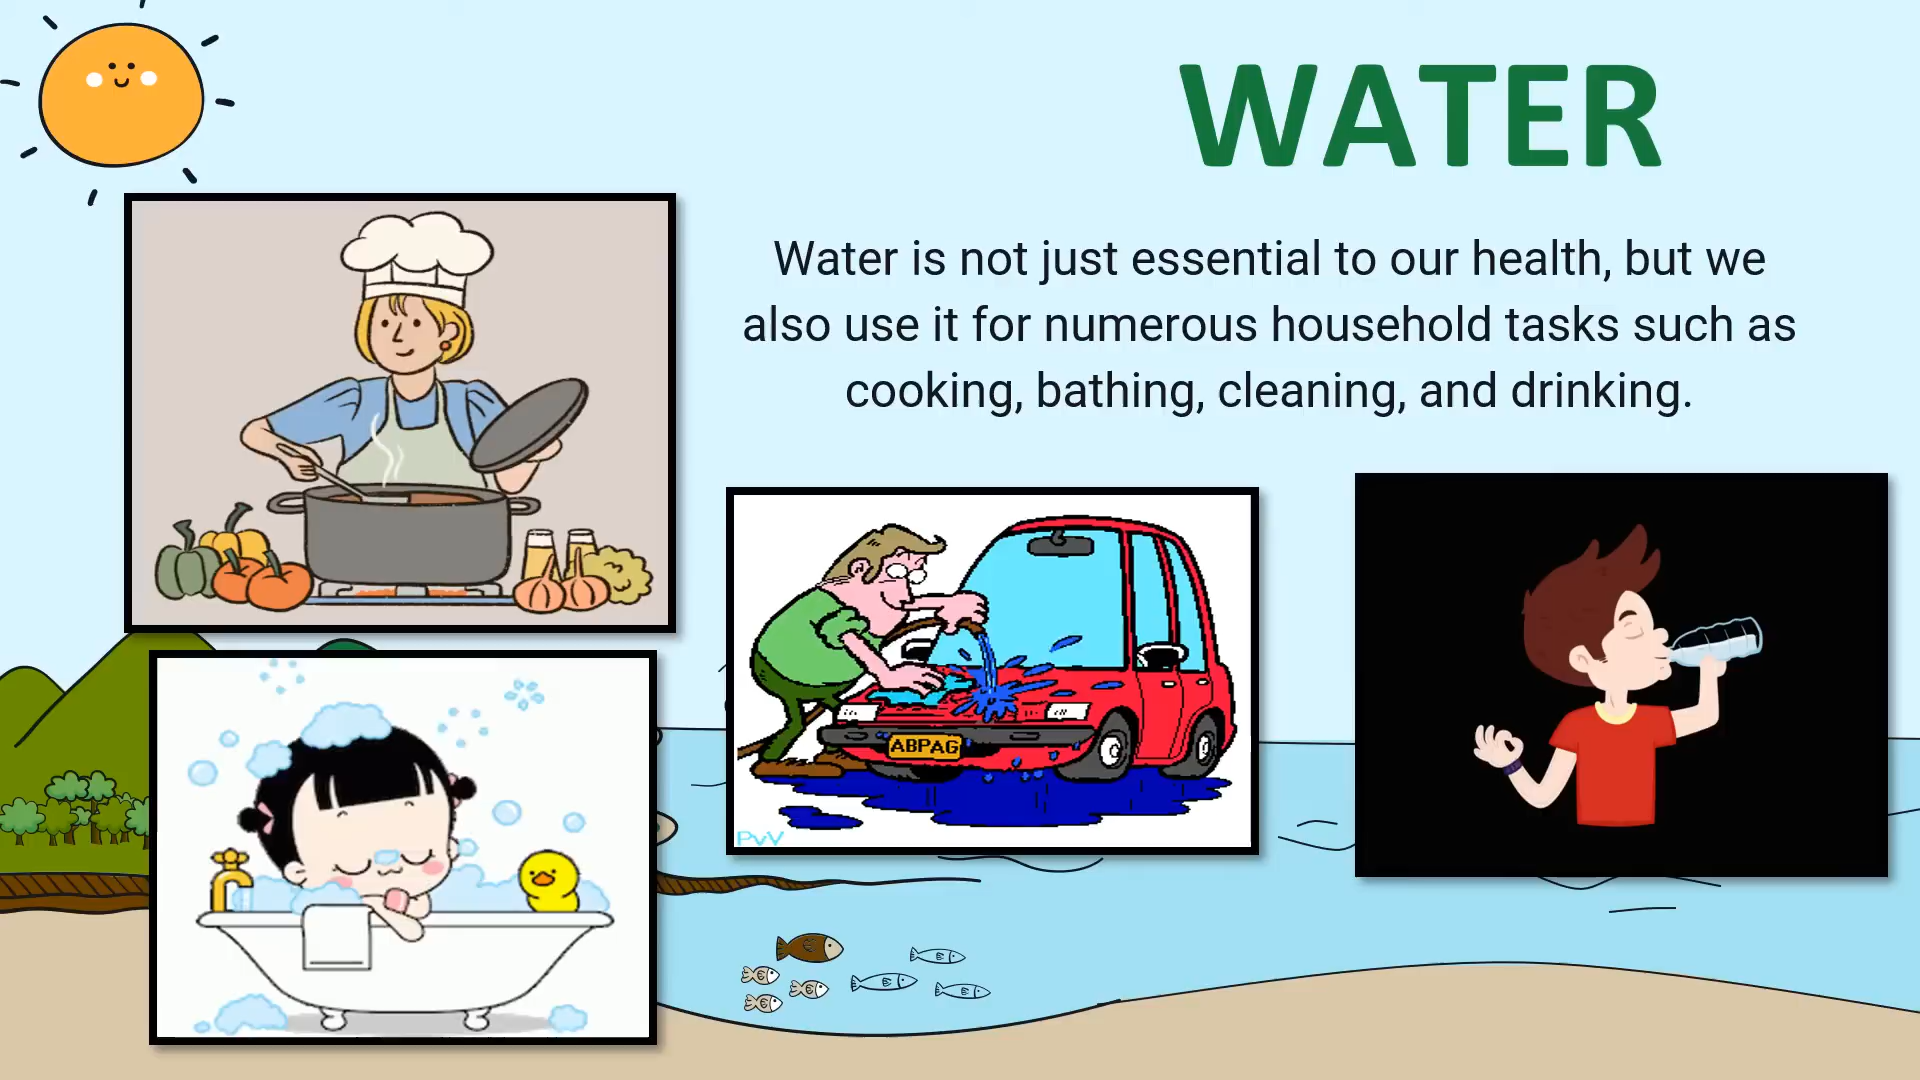 WATER
Water is not just essential to our health, but we
also use it for numerous household tasks such as
cooking, bathing, cleaning, and drinking.
ABPAG
PvV